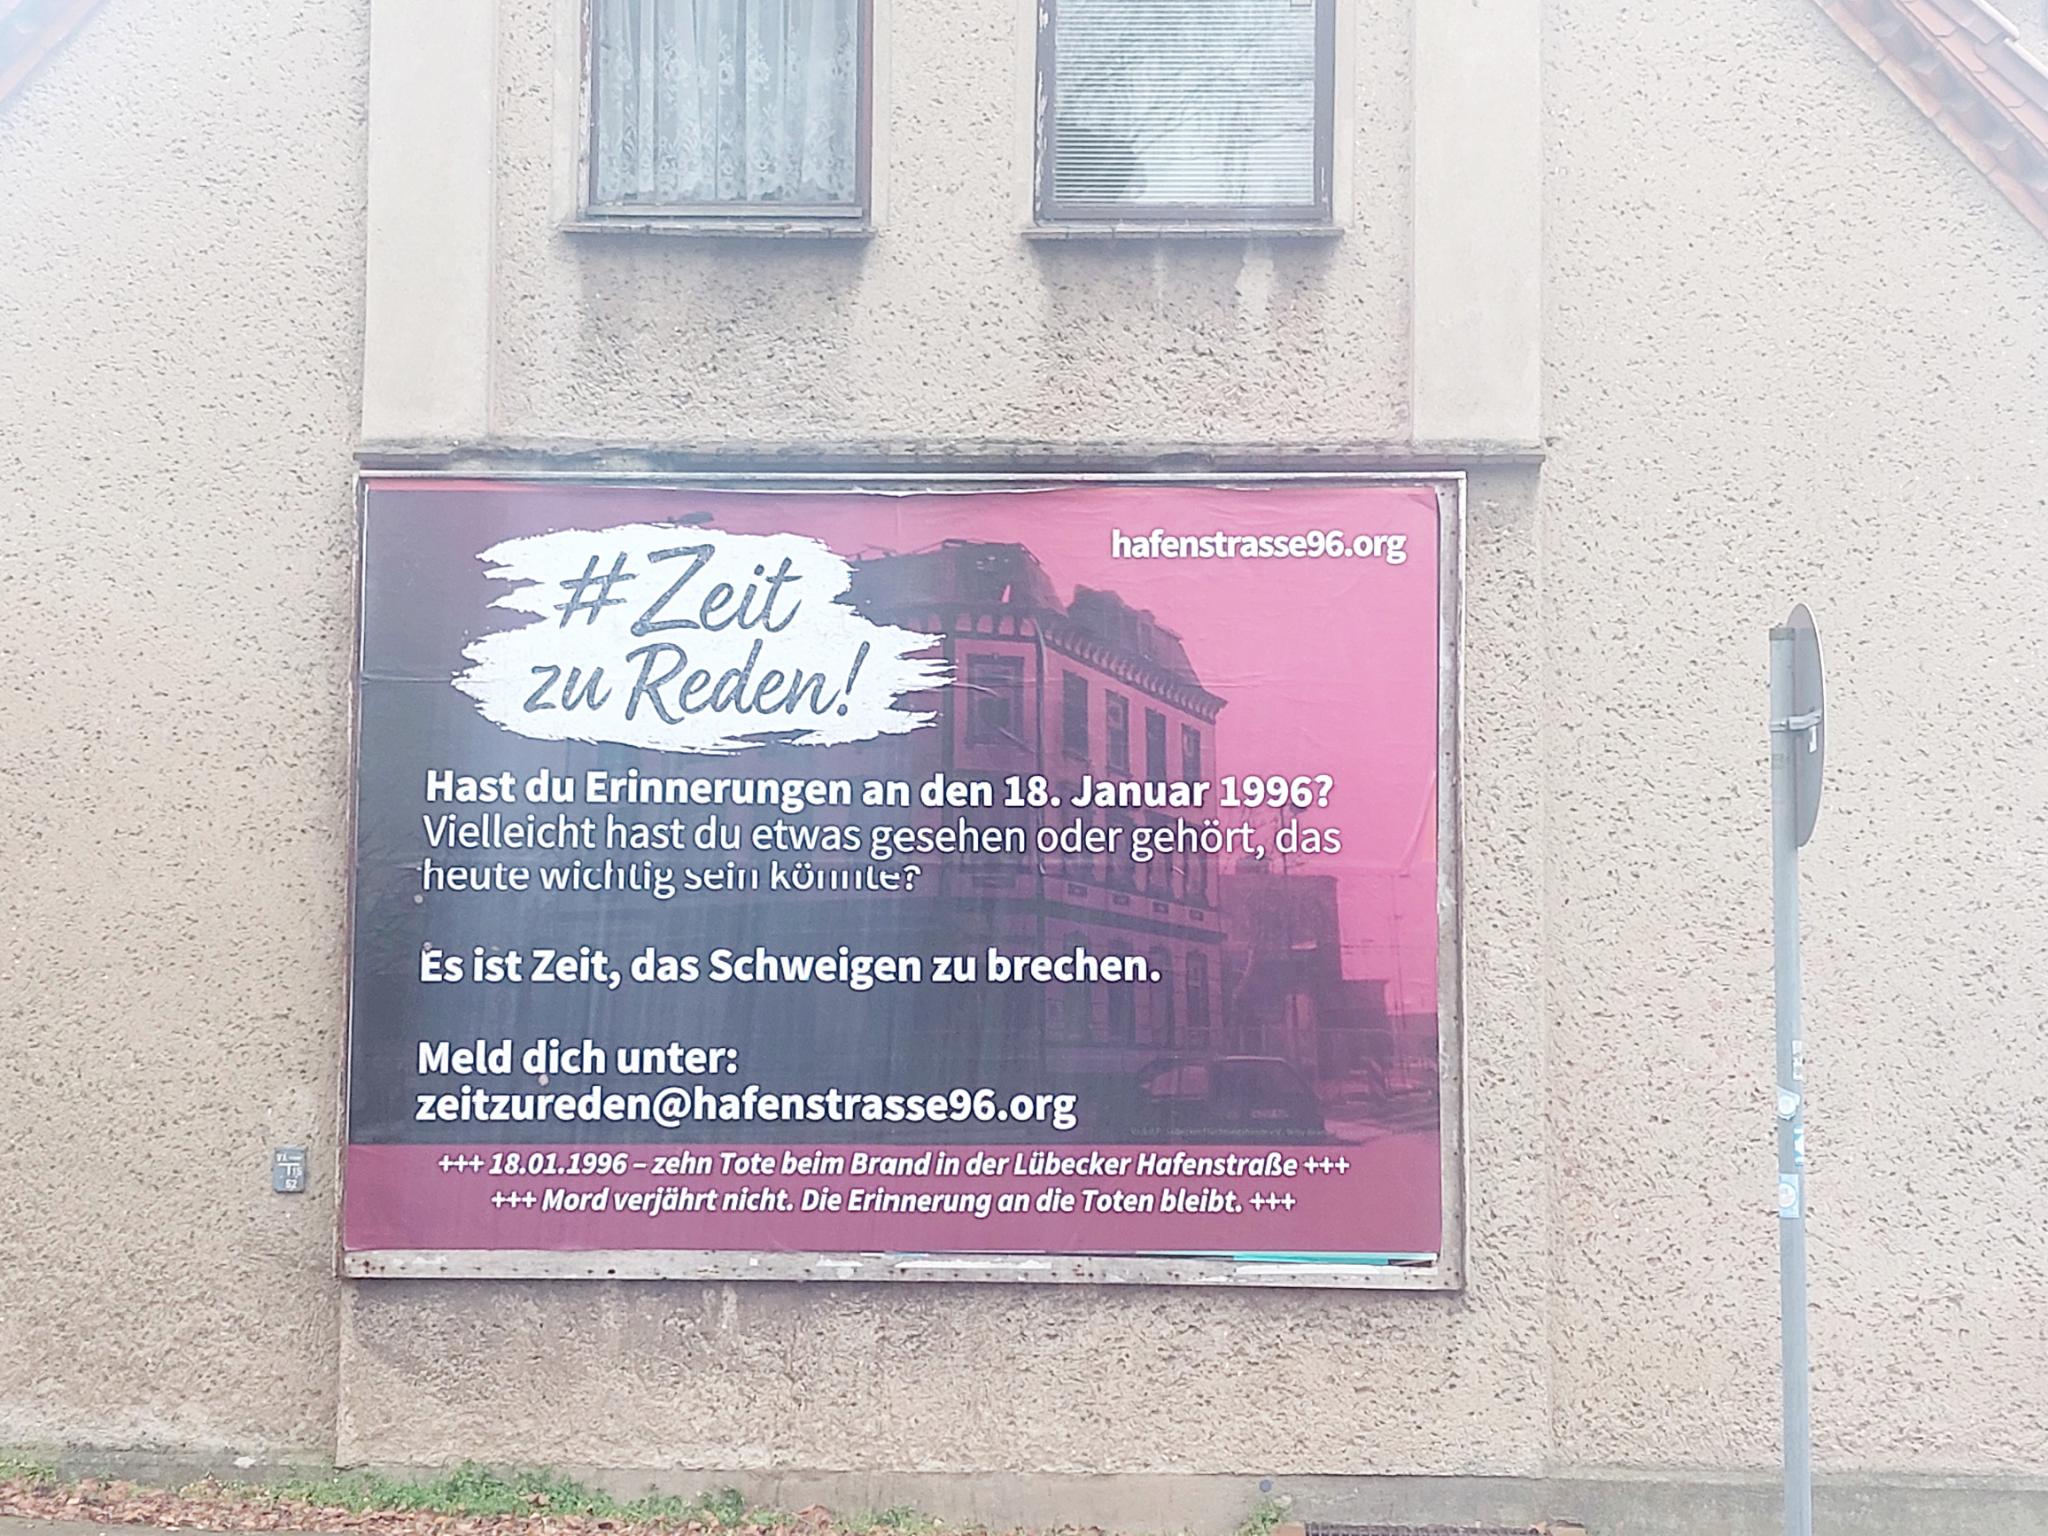 hafenstrasse96.org
#Zeit
zu Reden!
Hast du Erinnerungen an den 18. Januar 1996?
Vielleicht hast du etwas gesehen oder gehört, das
heute wichtig sein könnte?
Es ist Zeit, das Schweigen zu brechen.
Meld dich unter:
zeitzureden@hafenstrasse96.org
+++ 18.01.1996 – zehn Tote beim Brand in der Lübecker Hafenstraße +++
+++ Mord verjährt nicht. Die Erinnerung an die Toten bleibt. +++